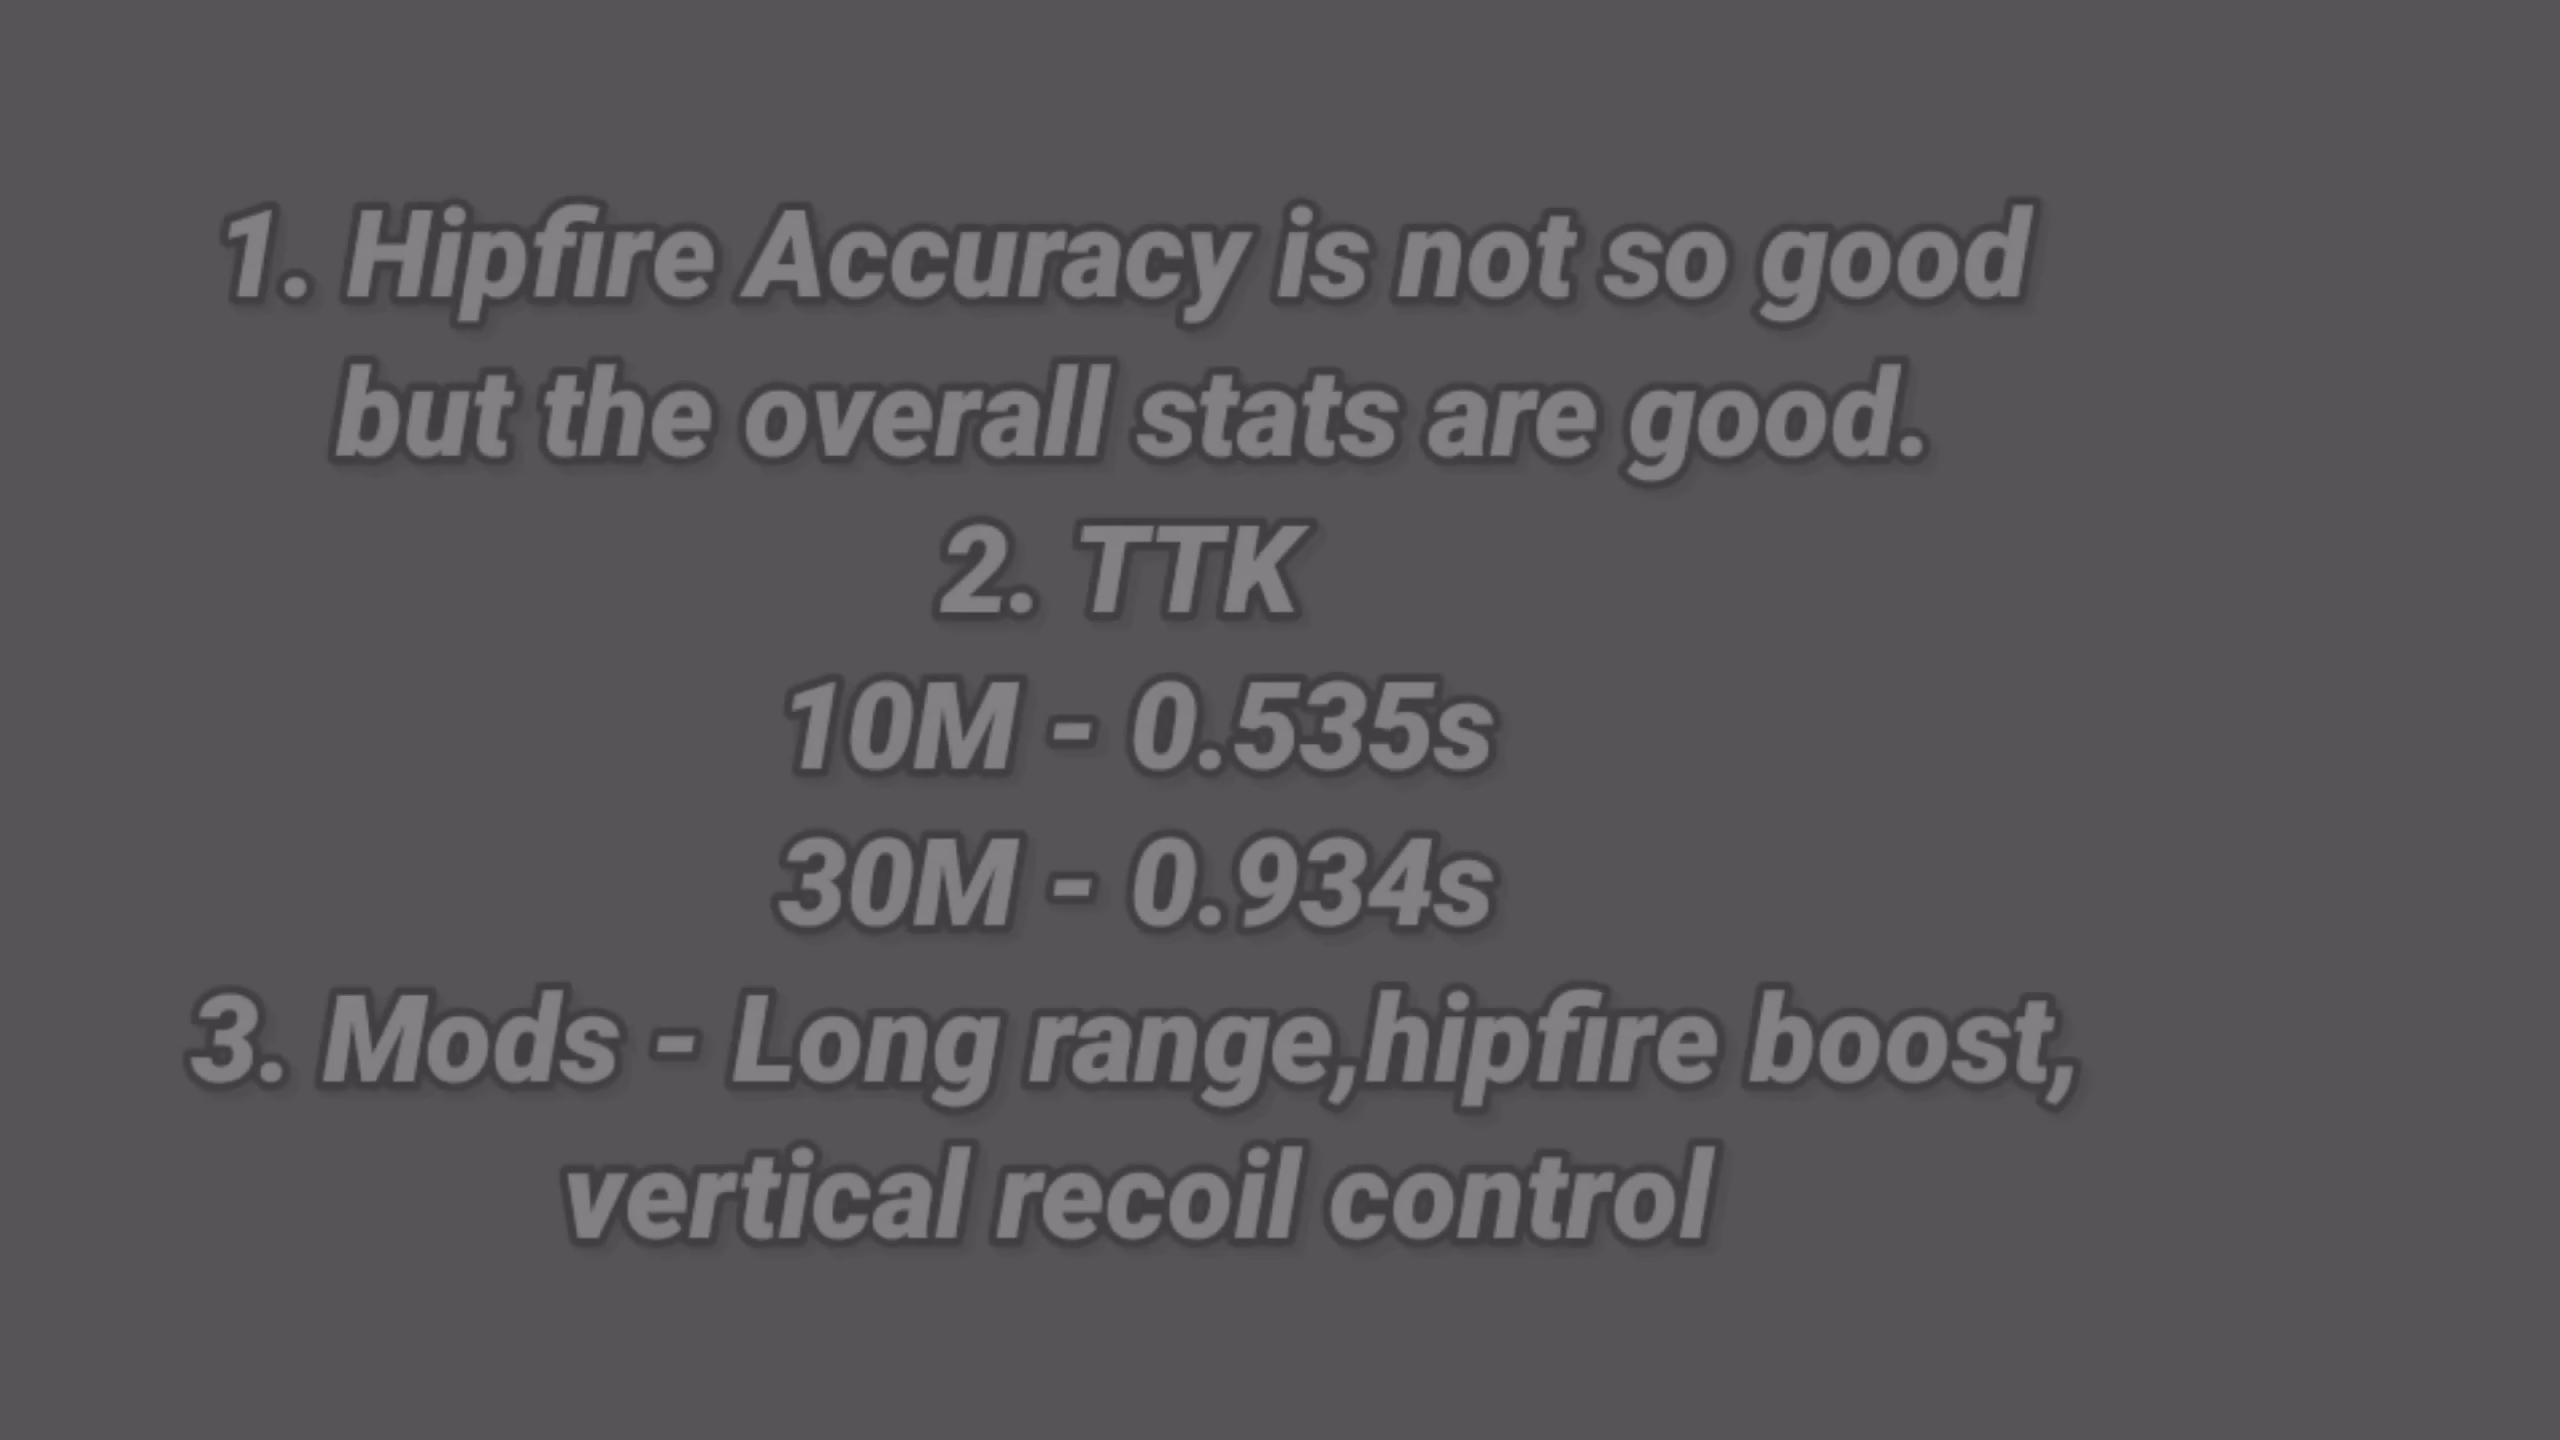 1. Hipfire Accuracy is not so good
but the overall stats are good.
2. TTK
10M - 0.535s
30M - 0.934s
3. Mods - Long range,hipfire boost,
vertical recoil control